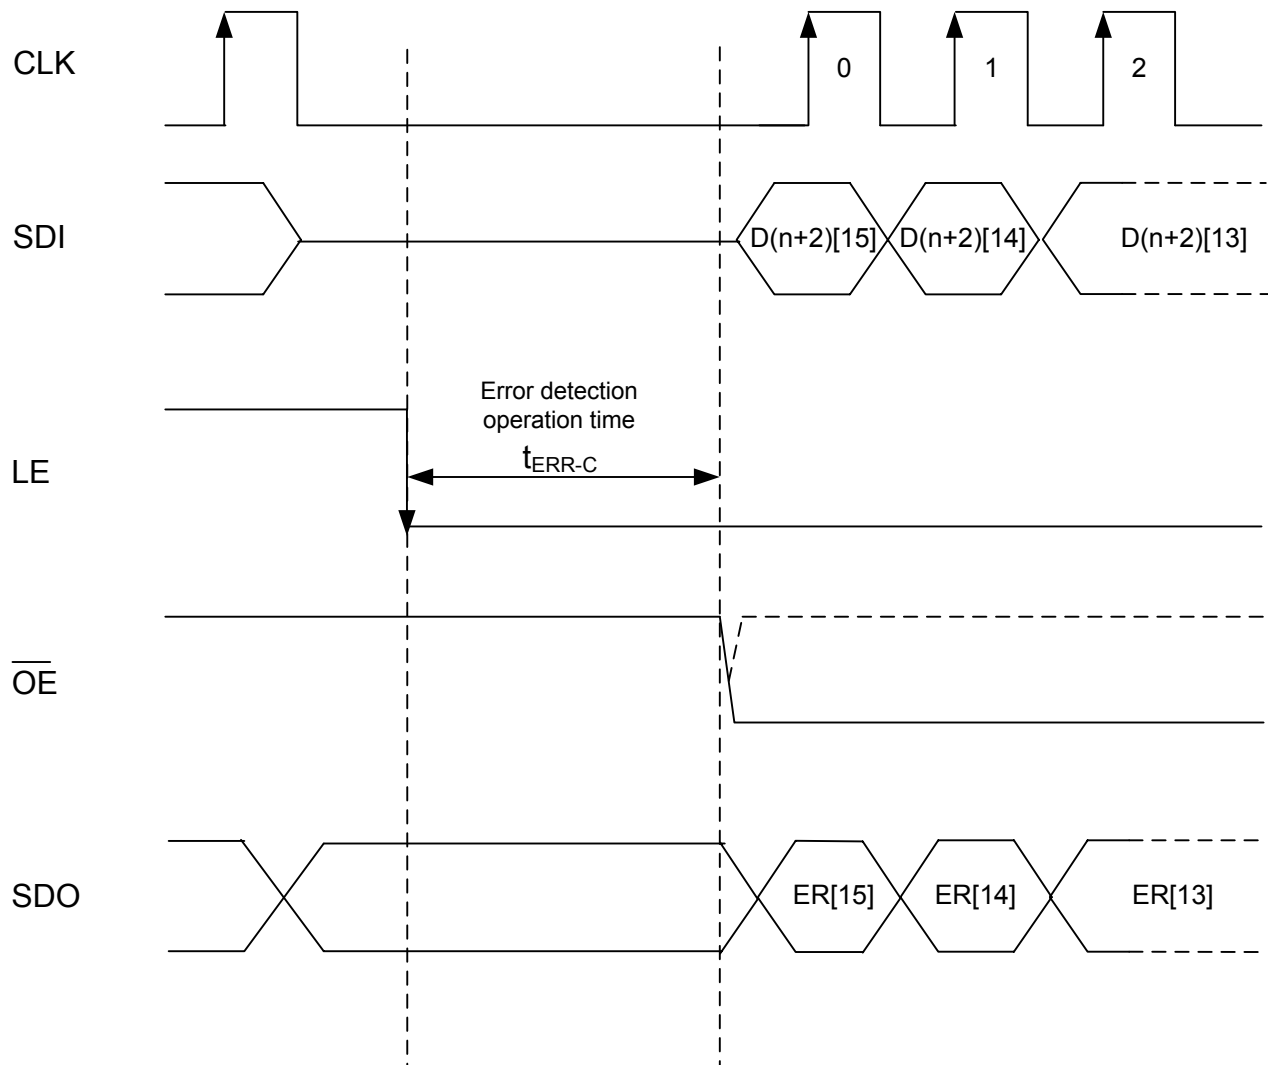 CLK
0
1
2
SDI
D(n+2)[15]
D(n+2)[14]
D(n+2)[13]
Error detection
operation time
tERR-C
LE
OE
SDO
ER[15]
ER[14]
ER[13]